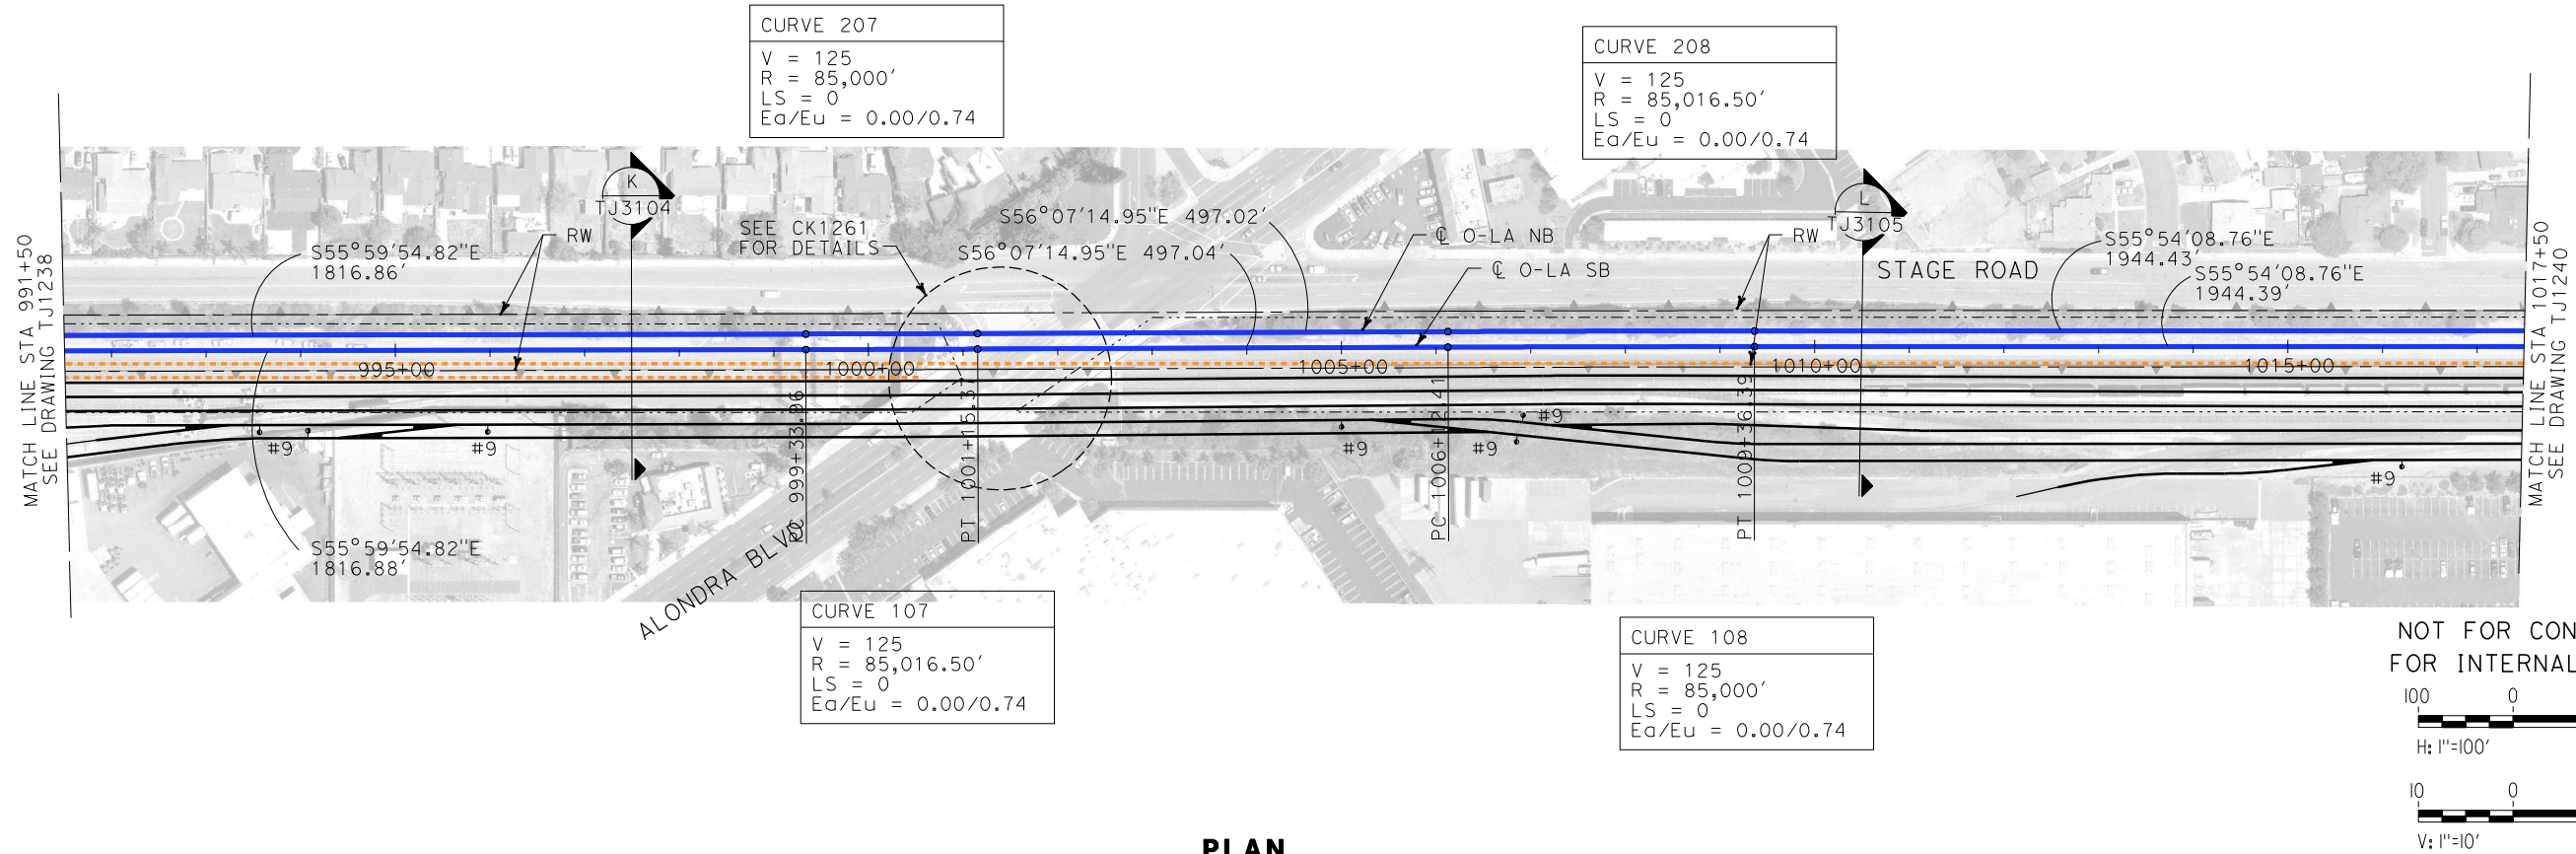 CURVE 207
V = 125
R = 85,000'
LS = 0
Ea/Eu = 0.00/0.74
CURVE 208
V = 125
R = 85,016.50'
LS = 0
Ea/Eu = 0.00/0.74
MATCH LINE STA 991+50
SEE DRAWING TJ1238
K
TJ3104
L
TJ3105
S55°59'54.82"E
1816.86'
RW
SEE CK1261
FOR DETAILS
S56°07'14.95"E 497.02'
S56°07'14.95"E 497.04'
℄ O-LA NB
℄ O-LA SB
RW
STAGE ROAD
S55°54'08.76"E
1944.43'
S55°54'08.76"E
1944.39'
MATCH LINE STA 1017+50
SEE DRAWING TJ1240
995+00
1000+00
1005+00
1010+00
1015+00
#9
#9
#9
#9
#9
#9
PC 999+33.96
PT 1001+15.37
PC 1006+12.41
PT 1009+36.39
S55°59'54.82"E
1816.88'
ALONDRA BLVD
CURVE 107
V = 125
R = 85,016.50'
LS = 0
Ea/Eu = 0.00/0.74
CURVE 108
V = 125
R = 85,000'
LS = 0
Ea/Eu = 0.00/0.74
NOT FOR CON
FOR INTERNAL
100 0
H: 1"=100'
10 0
V: 1"=10'
PLAN